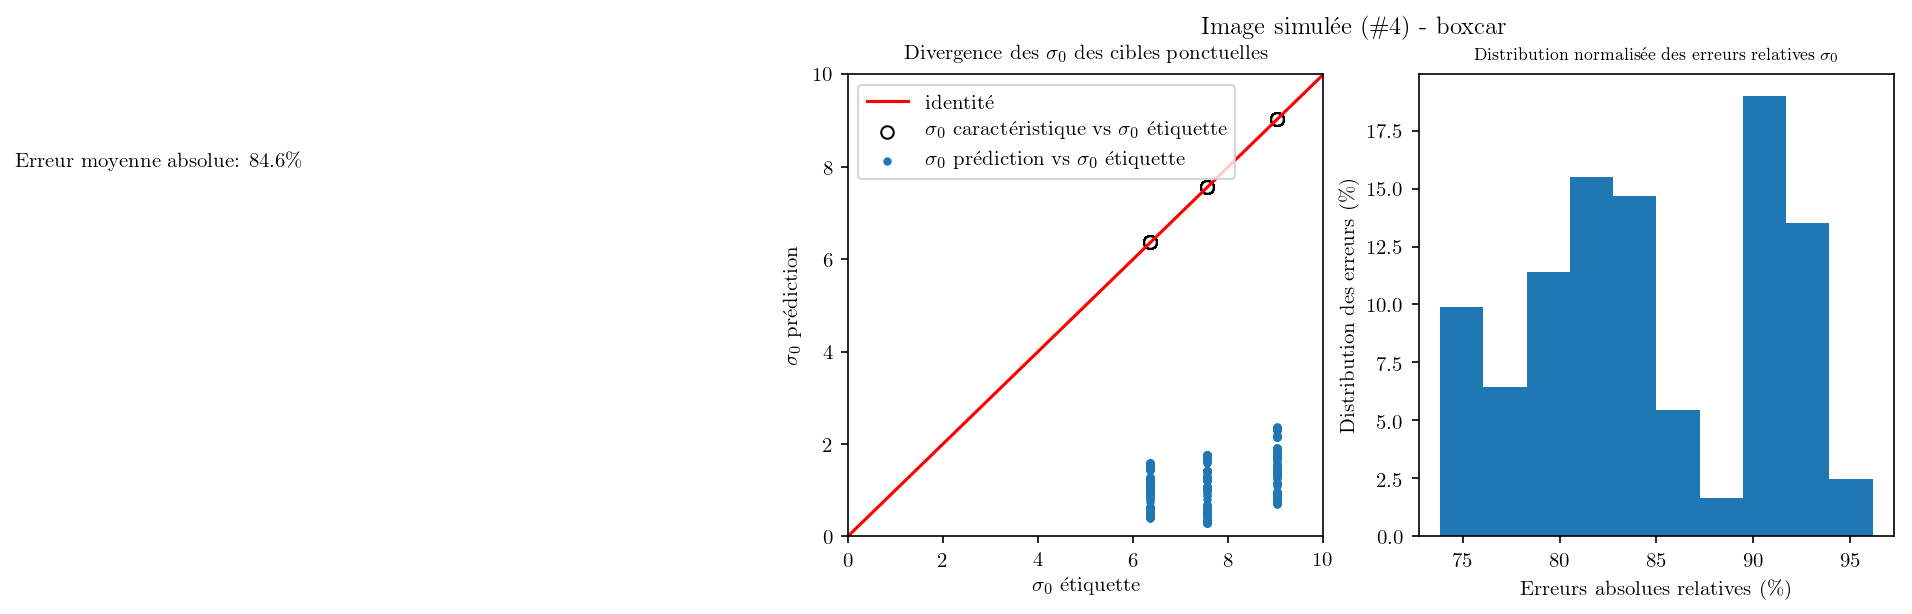 Image simulée (#4) - boxcar
Erreur moyenne absolue: 84.6%
Divergence des σ0 des cibles ponctuelles
identité
σ0 caractéristique vs σ0 étiquette
σ0 prédiction vs σ0 étiquette
σ0 prédiction
10
8
6
4
2
0
0 2 4 6 8 10
σ0 étiquette
Distribution normalisée des erreurs relatives σ0
Distribution des erreurs (%)
17.5
15.0
12.5
10.0
7.5
5.0
2.5
0.0
75 80 85 90 95
Erreurs absolues relatives (%)